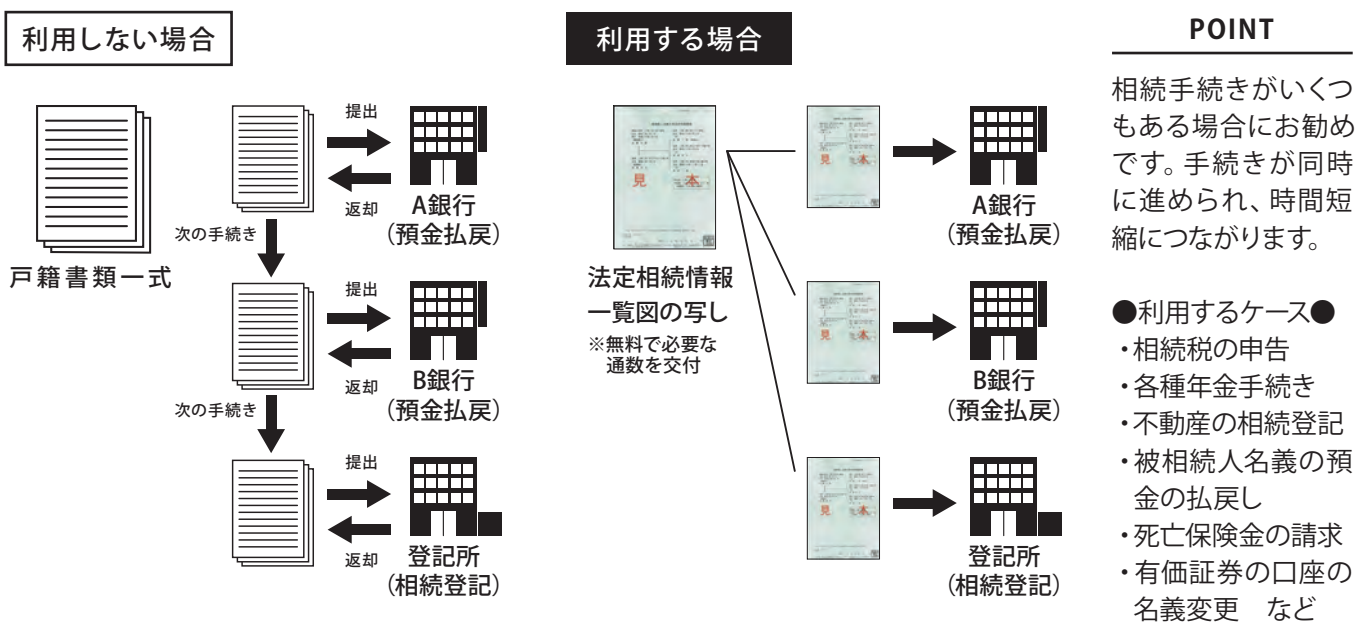 利用しない場合
戸籍書類一式
提出
返却
A銀行
（預金払戻）
次の手続き
提出
返却
B銀行
（預金払戻）
次の手続き
提出
返却
登記所
（相続登記）
利用する場合
法定相続情報
一覧図の写し
※無料で必要な
通数を交付
見本
見本
A銀行
（預金払戻）
見本
B銀行
（預金払戻）
見本
登記所
（相続登記）
POINT
相続手続きがいくつ
もある場合にお勧め
です。手続きが同時
に進められ、時間短
縮につながります。
●利用するケース●
・相続税の申告
・各種年金手続き
・不動産の相続登記
・被相続人名義の預
金の払戻し
・死亡保険金の請求
・有価証券の口座の
名義変更　など